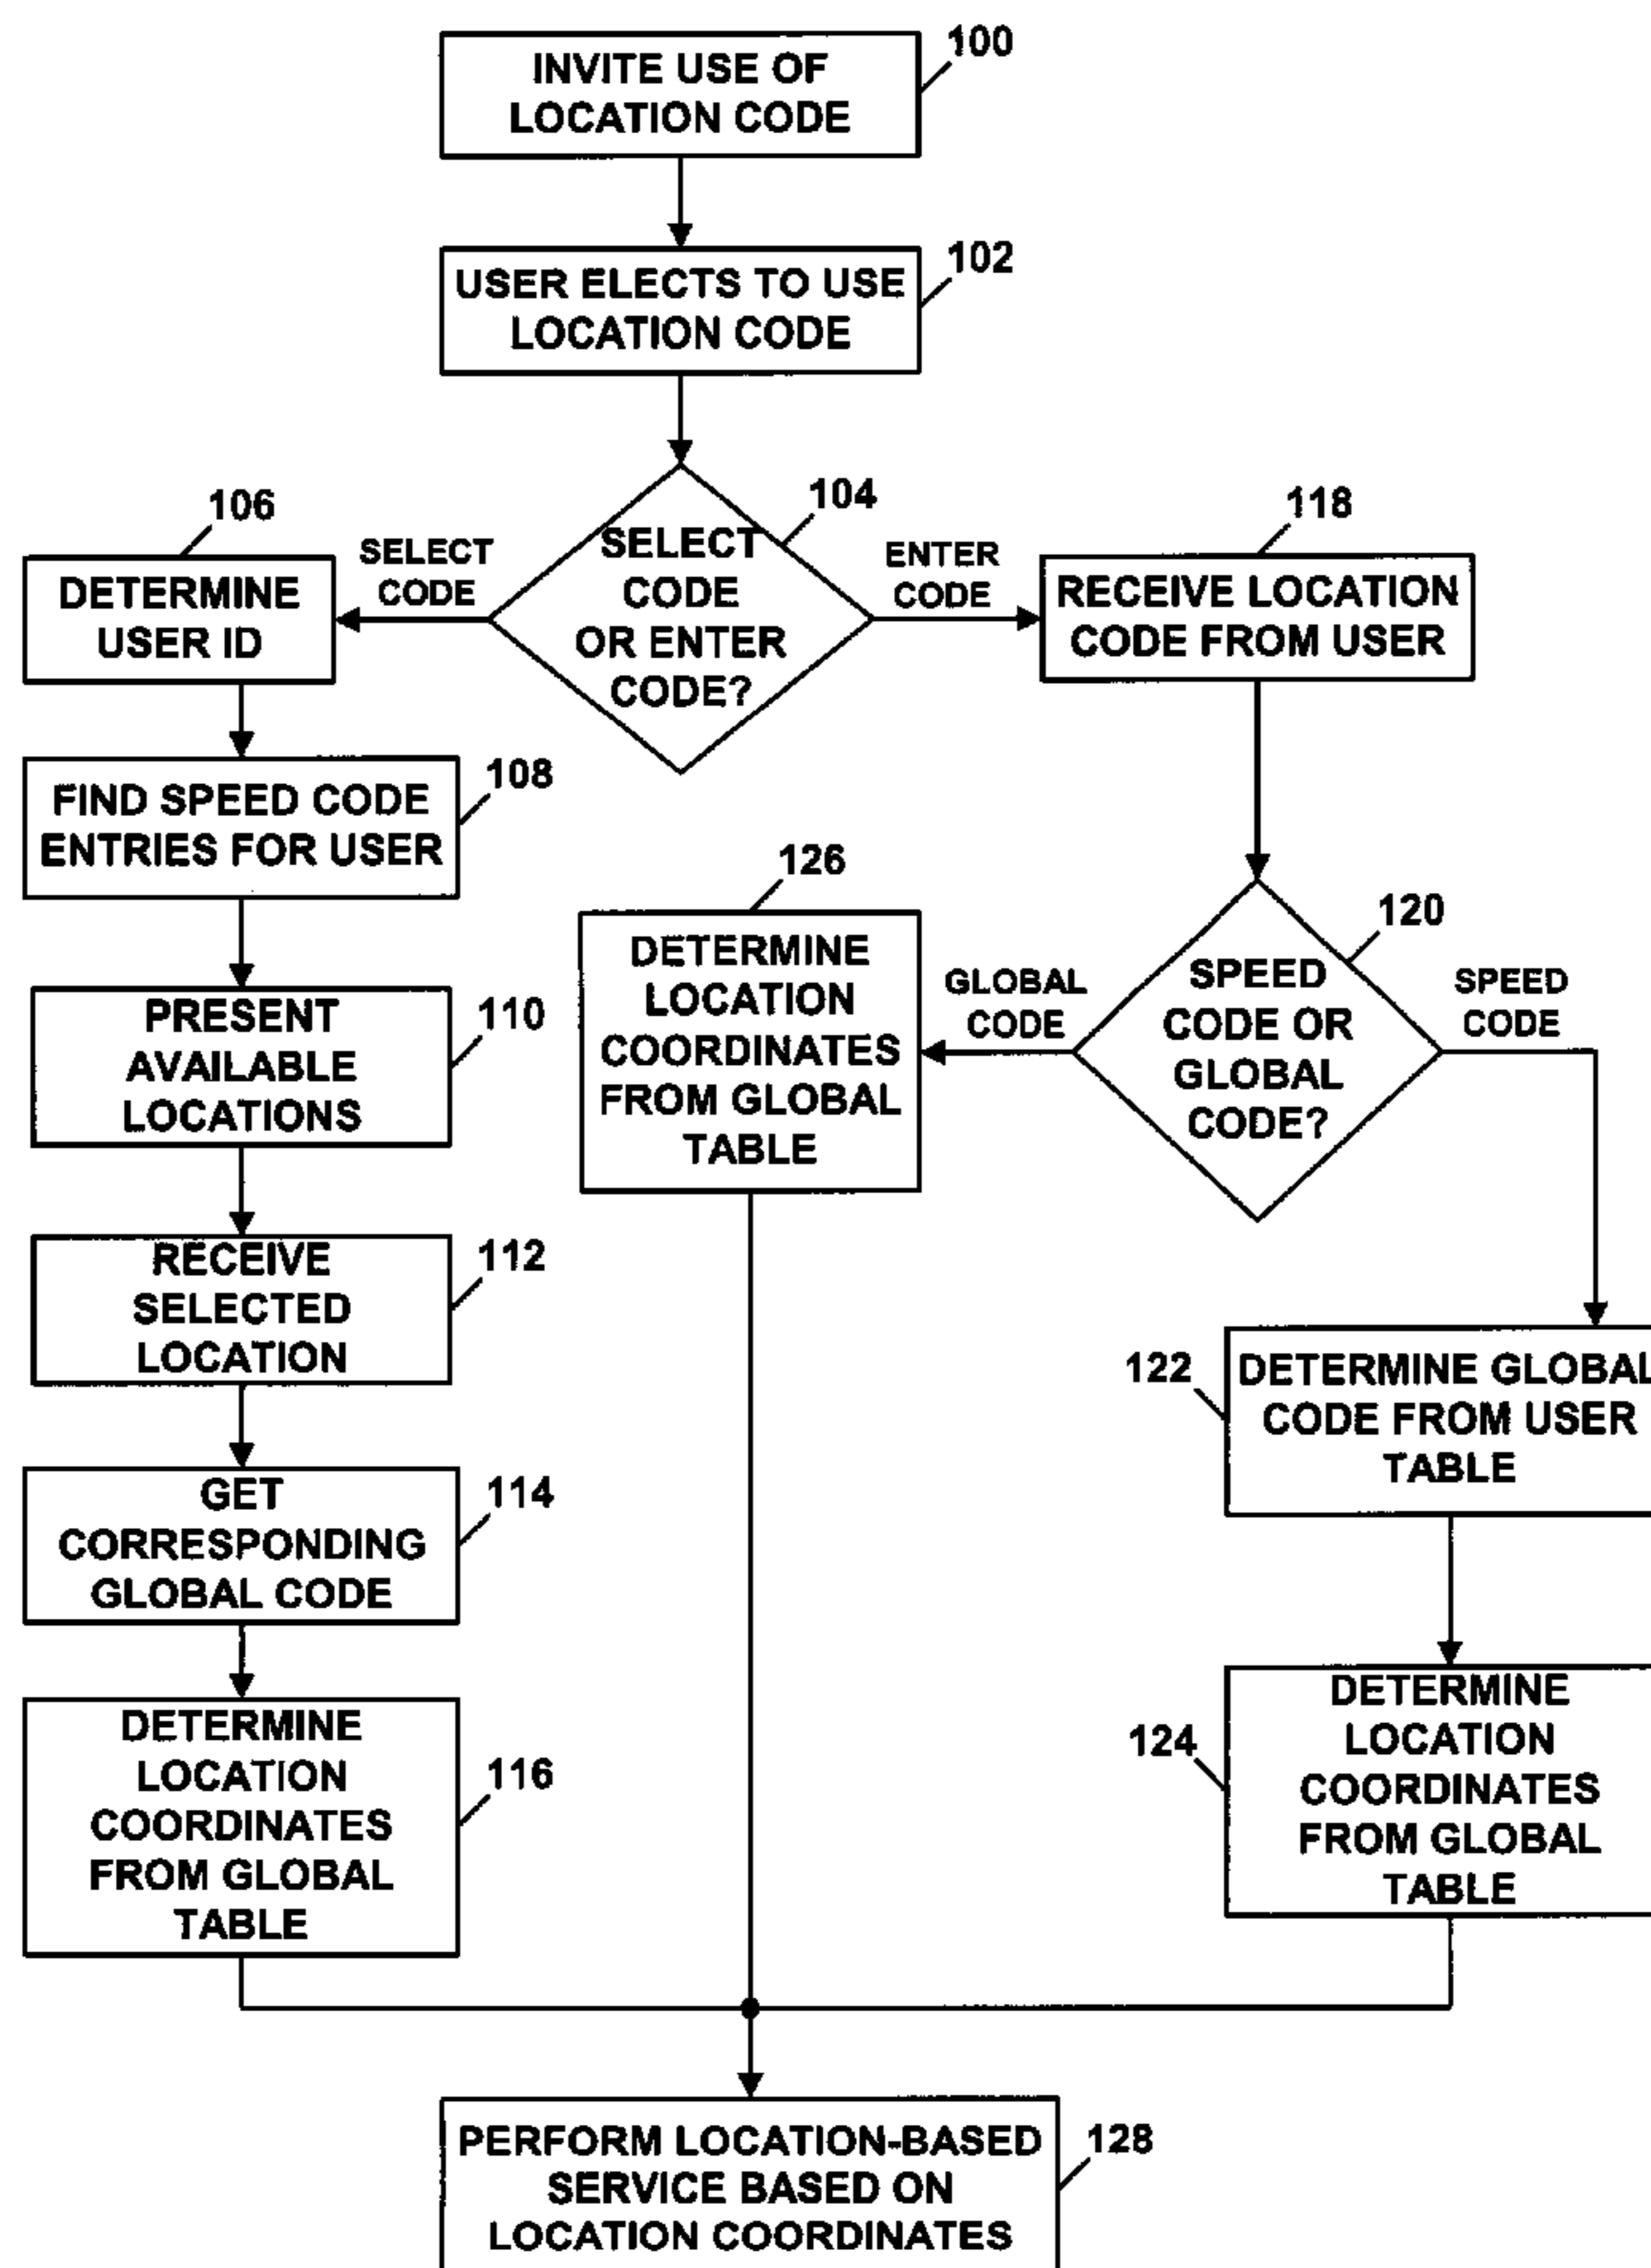 100
INVITE USE OF
LOCATION CODE
102
USER ELECTS TO USE
LOCATION CODE
104
SELECT
CODE
OR ENTER
CODE?
SELECT
CODE
106
DETERMINE
USER ID
108
FIND SPEED CODE
ENTRIES FOR USER
110
PRESENT
AVAILABLE
LOCATIONS
112
RECEIVE
SELECTED
LOCATION
114
GET
CORRESPONDING
GLOBAL CODE
116
DETERMINE
LOCATION
COORDINATES
FROM GLOBAL
TABLE
ENTER
CODE
118
RECEIVE LOCATION
CODE FROM USER
120
SPEED
CODE OR
GLOBAL
CODE?
GLOBAL
CODE
126
DETERMINE
LOCATION
COORDINATES
FROM GLOBAL
TABLE
SPEED
CODE
122
DETERMINE GLOBAL
CODE FROM USER
TABLE
124
DETERMINE
LOCATION
COORDINATES
FROM GLOBAL
TABLE
128
PERFORM LOCATION-BASED
SERVICE BASED ON
LOCATION COORDINATES